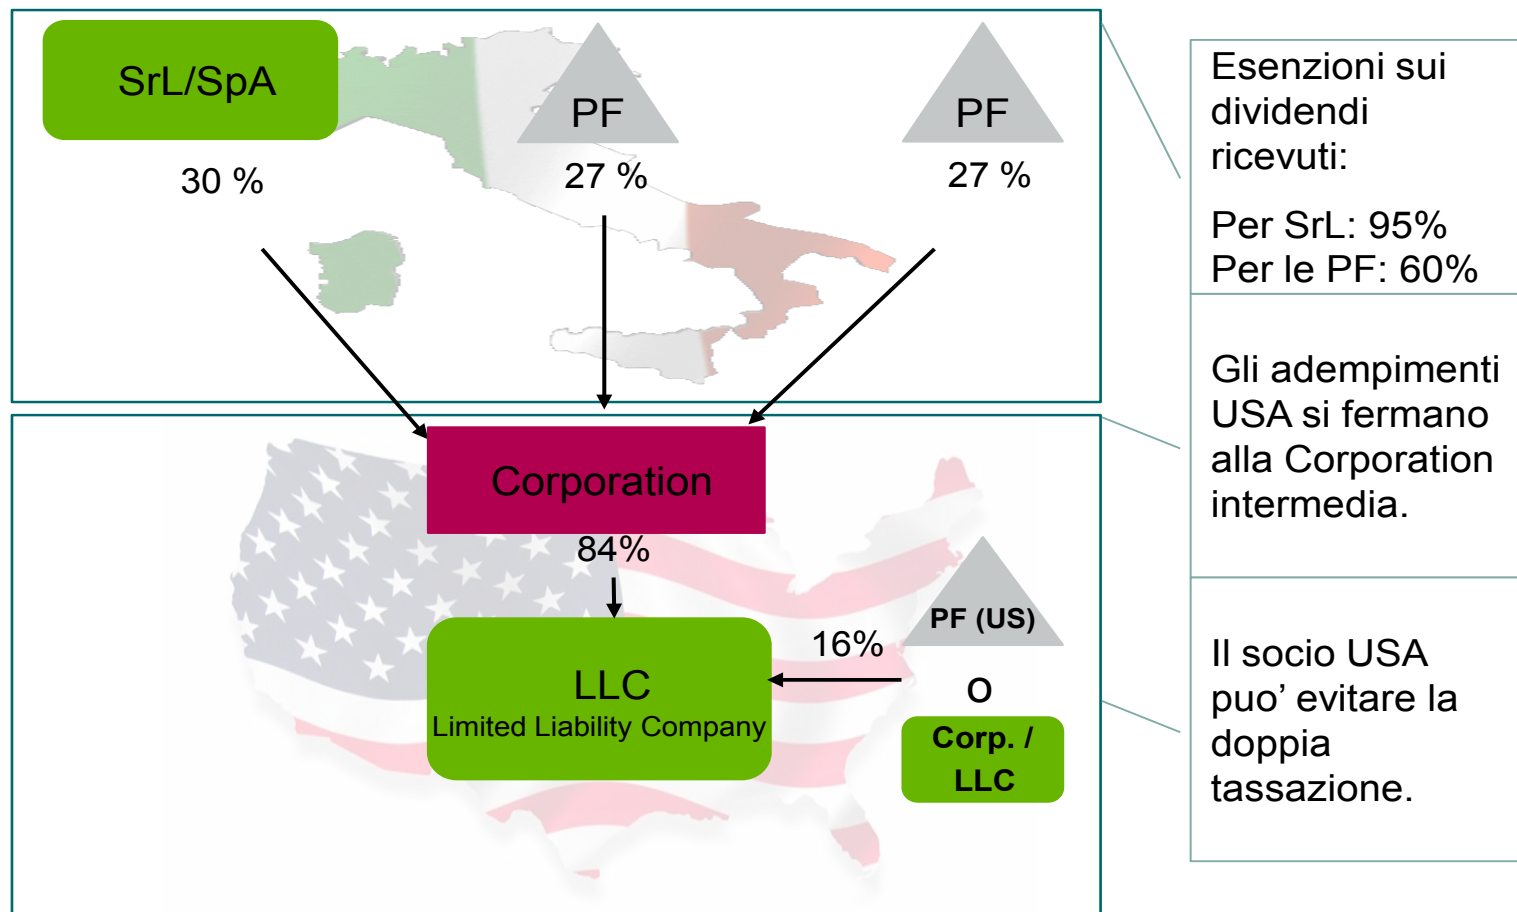 SrL/SpA
30 %
PF
27 %
PF
27 %
Corporation
84%
LLC
Limited Liability Company
16%
PF (US)
O
Corp. /
LLC
Esenzioni sui
dividendi
ricevuti:
Per SrL: 95%
Per le PF: 60%
Gli adempimenti
USA si fermano
alla Corporation
intermedia.
Il socio USA
puo’ evitare la
doppia
tassazione.